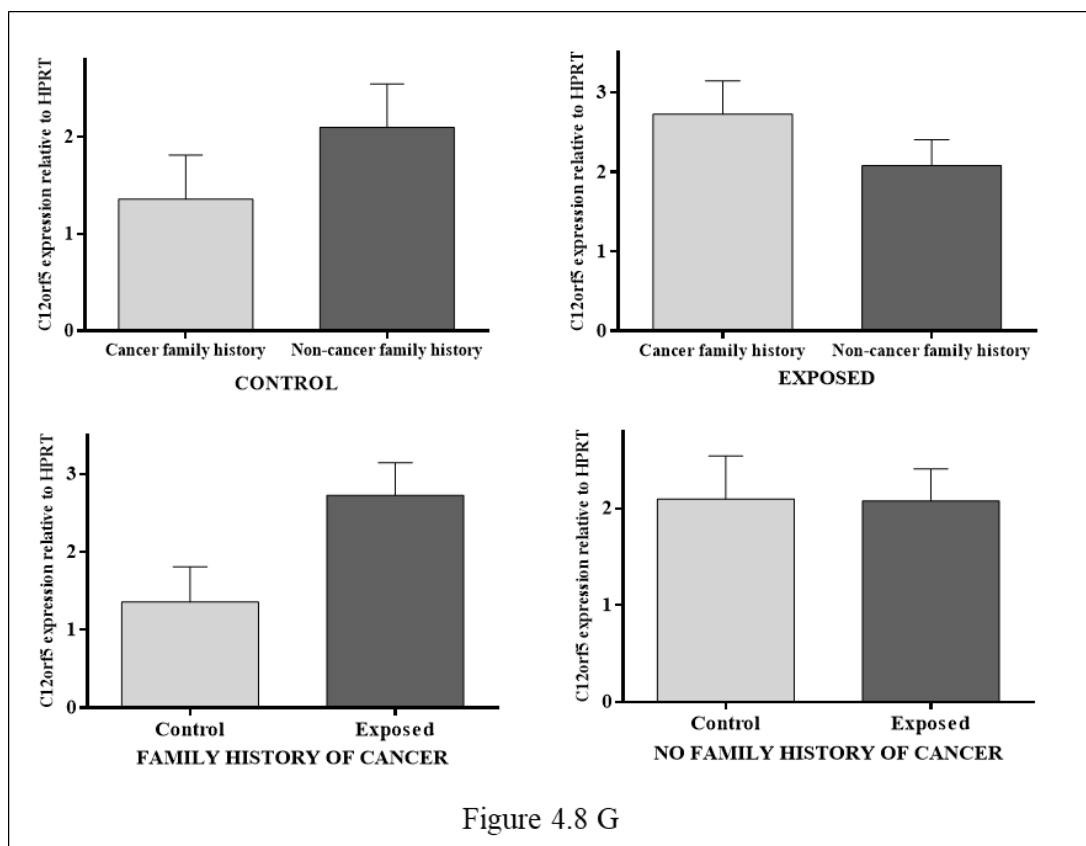 C12orf5 expression relative to HPRT
2
1
0
Cancer family history Non-cancer family history
CONTROL
C12orf5 expression relative to HPRT
3
2
1
0
Cancer family history Non-cancer family history
EXPOSED
C12orf5 expression relative to HPRT
3
2
1
0
Control Exposed
FAMILY HISTORY OF CANCER
C12orf5 expression relative to HPRT
2
1
0
Control Exposed
NO FAMILY HISTORY OF CANCER
Figure 4.8 G